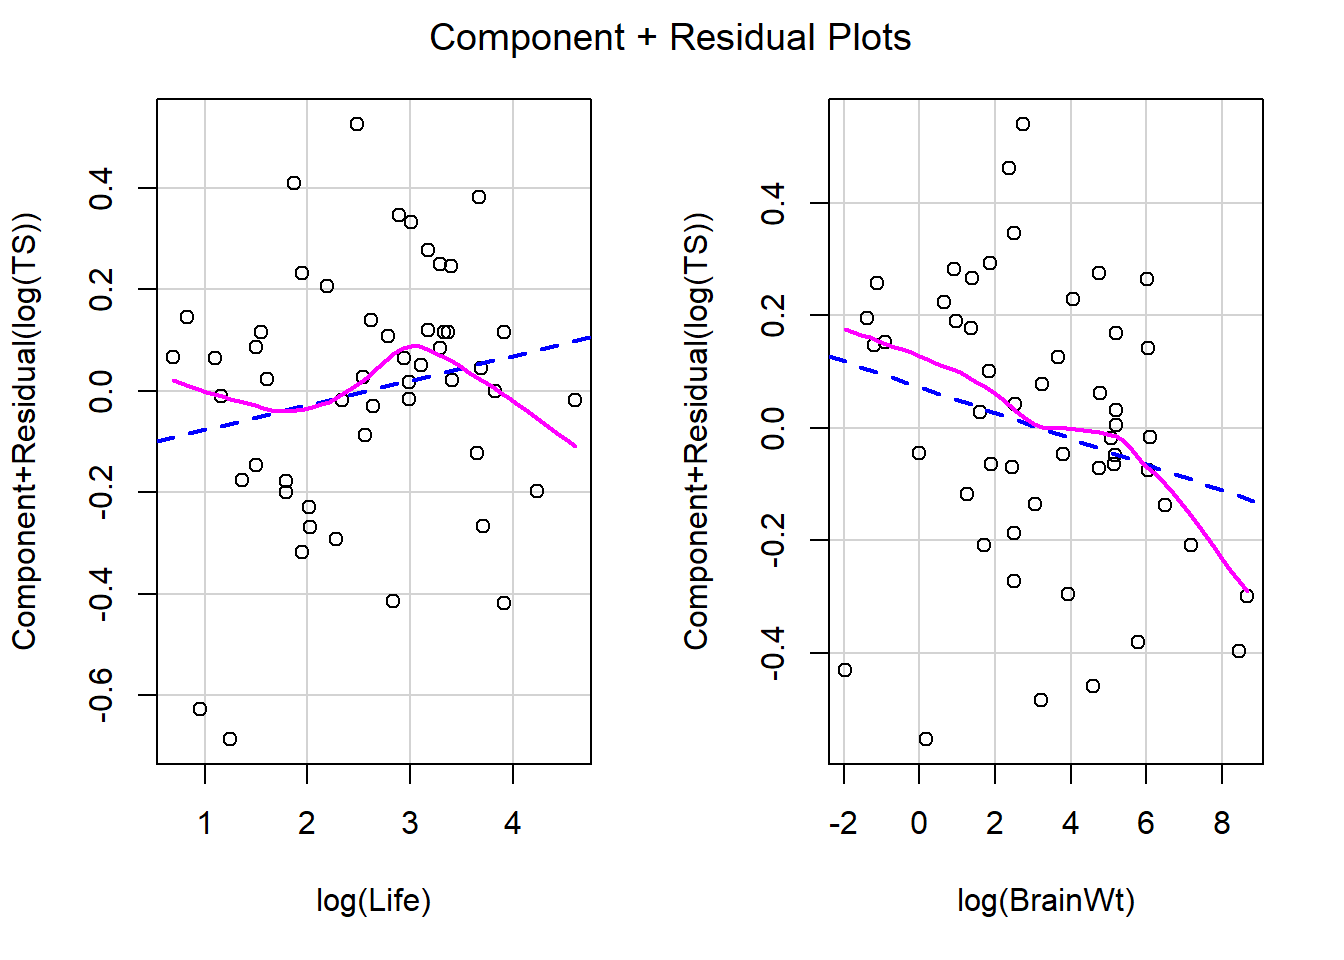 Component + Residual Plots
Component+Residual(log(TS))
0.4
0.2
0.0
-0.2
-0.4
-0.6
1 2 3 4
log(Life)
Component+Residual(log(TS))
0.4
0.2
0.0
-0.2
-0.4
-2 0 2 4 6 8
log(BrainWt)